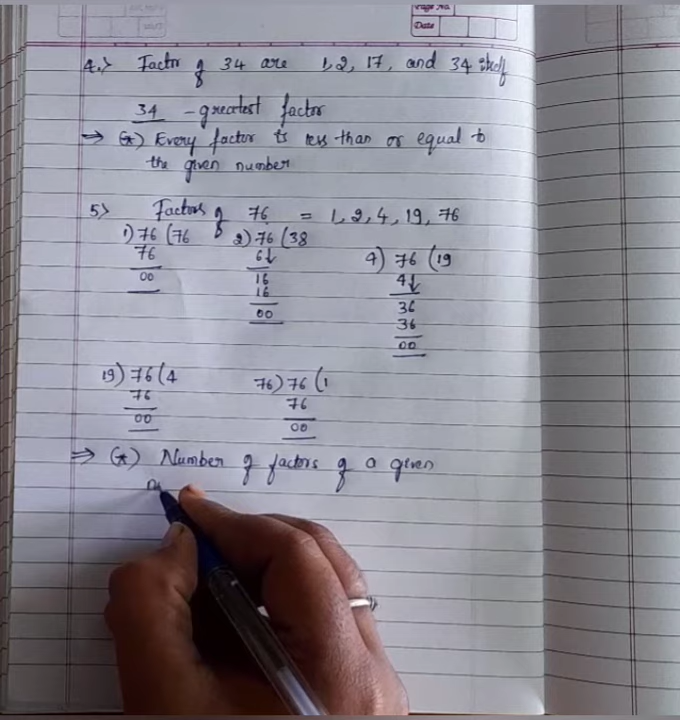 Page No.
Date
4.> Factor of 34 are 1, 2, 17, and 34 itself
34 - greatest factor
⇒ (*) Every factor is less than or equal to
the given number
5> Factors of 76 = 1, 2, 4, 19, 76
1) 76 (76
76
00
2) 76 (38
6↓
16
16
00
4) 76 (19
4↓
36
36
00
19) 76 (4
76
00
76) 76 (1
76
00
⇒ (*) Number of factors of a given